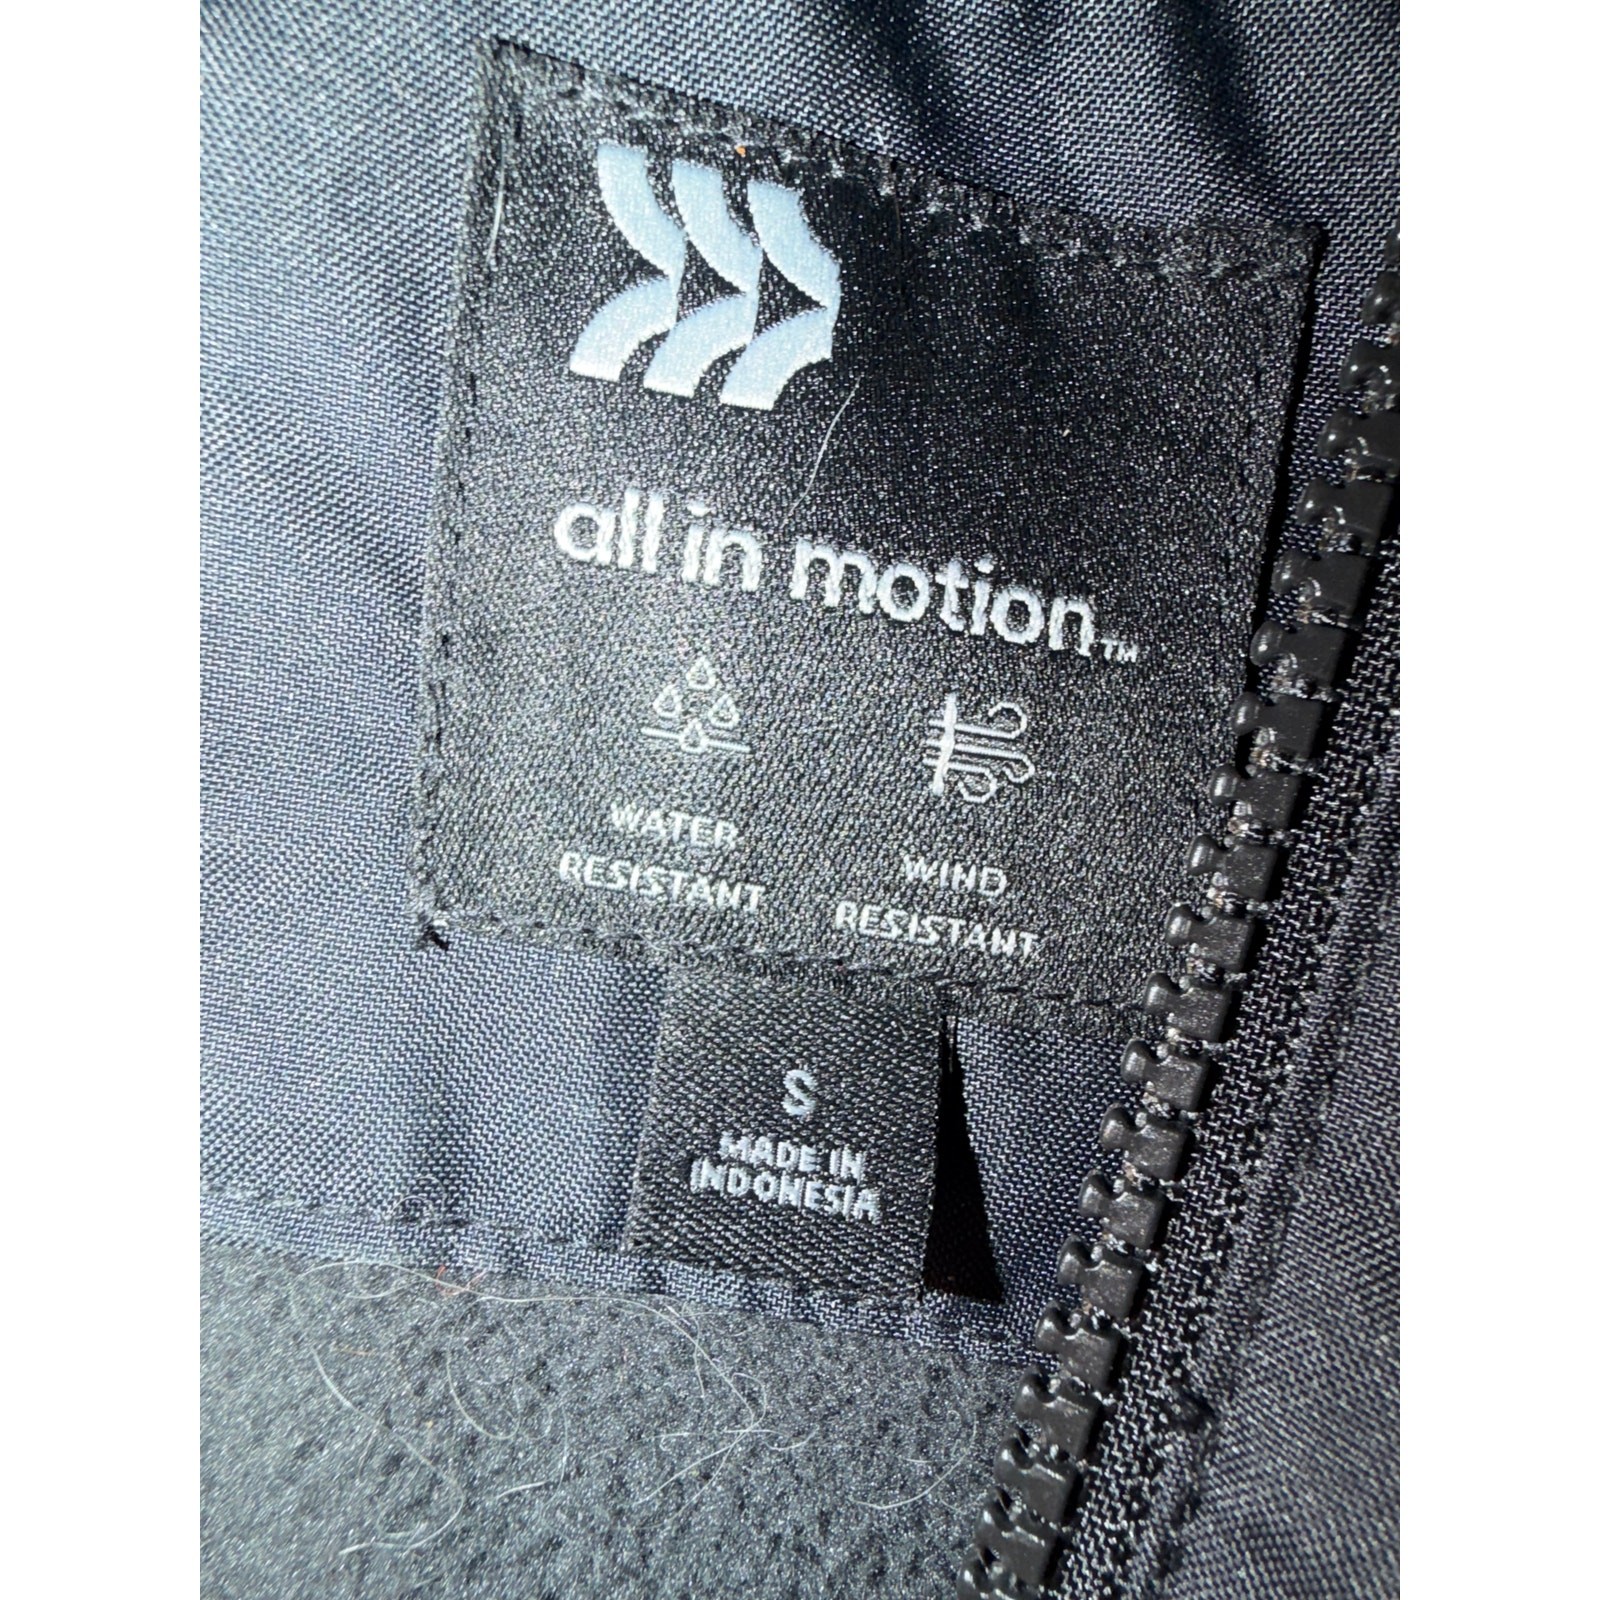 all in motion™
WATER
RESISTANT
WIND
RESISTANT
S
MADE IN
INDONESIA